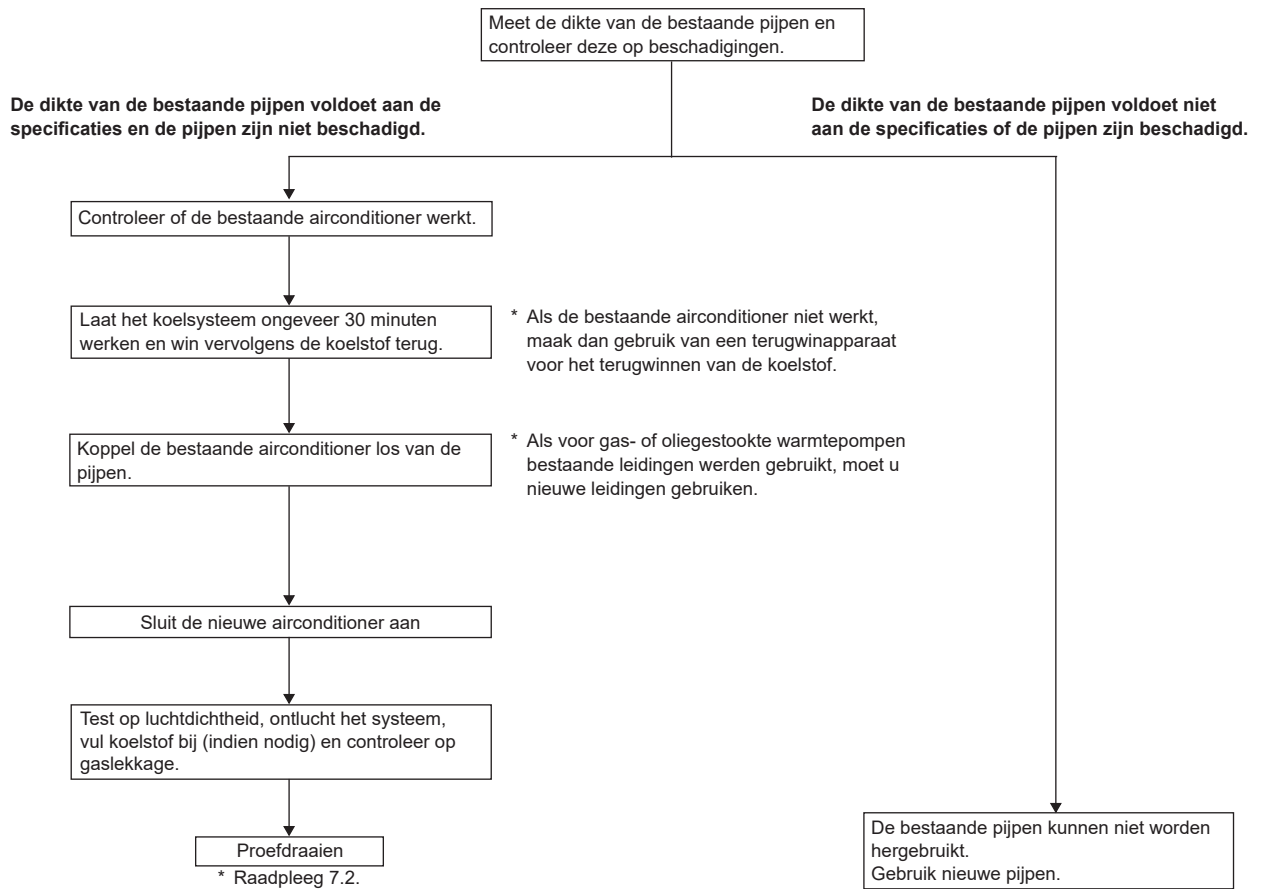 Meet de dikte van de bestaande pijpen en
controleer deze op beschadigingen.
De dikte van de bestaande pijpen voldoet aan de
specificaties en de pijpen zijn niet beschadigd.
De dikte van de bestaande pijpen voldoet niet
aan de specificaties of de pijpen zijn beschadigd.
Controleer of de bestaande airconditioner werkt.
Laat het koelsysteem ongeveer 30 minuten
werken en win vervolgens de koelstof terug.
* Als de bestaande airconditioner niet werkt,
maak dan gebruik van een terugwinapparaat
voor het terugwinnen van de koelstof.
Koppel de bestaande airconditioner los van de
pijpen.
* Als voor gas- of oliegestookte warmtepompen
bestaande leidingen werden gebruikt, moet u
nieuwe leidingen gebruiken.
Sluit de nieuwe airconditioner aan
Test op luchtdichtheid, ontlucht het systeem,
vul koelstof bij (indien nodig) en controleer op
gaslekkage.
Proefdraaien
* Raadpleeg 7.2.
De bestaande pijpen kunnen niet worden
hergebruikt.
Gebruik nieuwe pijpen.